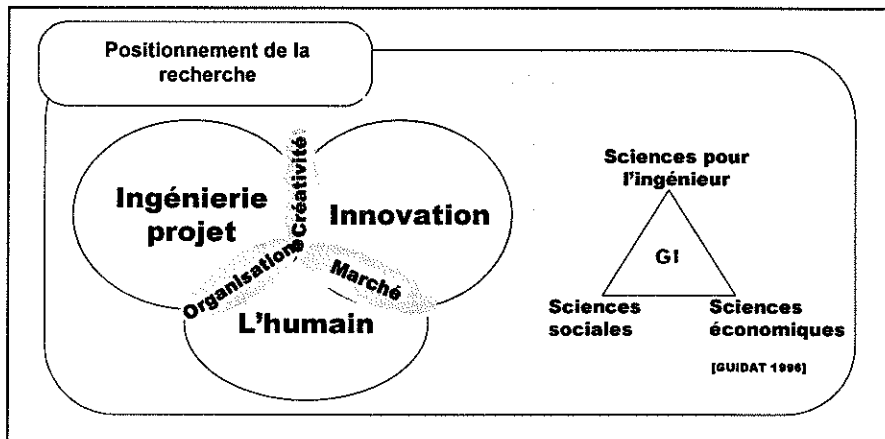 Positionnement de la
recherche
Ingénierie
projet
Créativité
Innovation
Organisation
Marché
L'humain
Sciences pour
l'ingénieur
GI
Sciences
sociales
Sciences
économiques
[GUIDAT 1996]